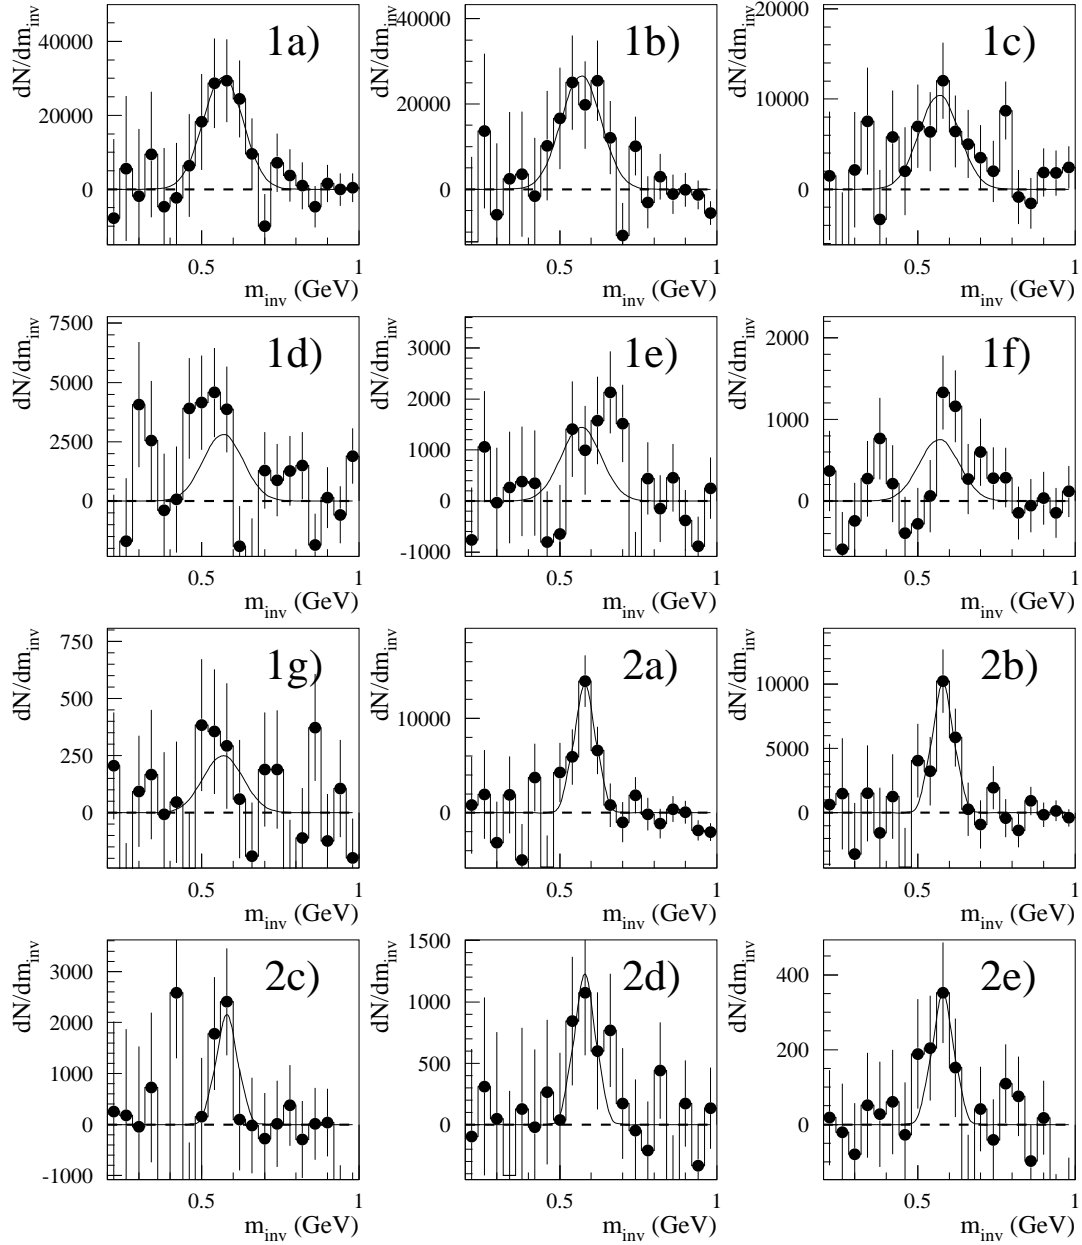 dN/dm_inv
1a)
40000
20000
0
0.5
1
m_inv (GeV)
dN/dm_inv
1b)
40000
20000
0
0.5
1
m_inv (GeV)
dN/dm_inv
1c)
20000
10000
0
0.5
1
m_inv (GeV)
dN/dm_inv
1d)
7500
5000
2500
0
0.5
1
m_inv (GeV)
dN/dm_inv
1e)
3000
2000
1000
0
-1000
0.5
1
m_inv (GeV)
dN/dm_inv
1f)
2000
1000
0
0.5
1
m_inv (GeV)
dN/dm_inv
1g)
750
500
250
0
0.5
1
m_inv (GeV)
dN/dm_inv
2a)
10000
0
0.5
1
m_inv (GeV)
dN/dm_inv
2b)
10000
5000
0
0.5
1
m_inv (GeV)
dN/dm_inv
2c)
3000
2000
1000
0
-1000
0.5
1
m_inv (GeV)
dN/dm_inv
2d)
1500
1000
500
0
0.5
1
m_inv (GeV)
dN/dm_inv
2e)
400
200
0
0.5
1
m_inv (GeV)